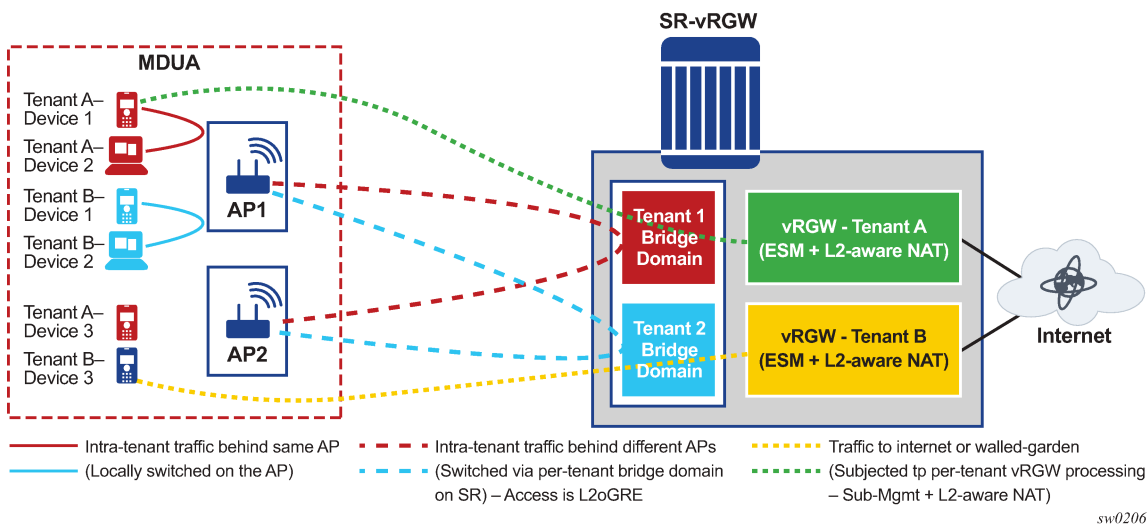 SR-vRGW
MDUA
Tenant A–
Device 1
Tenant A–
Device 2
Tenant B–
Device 1
Tenant B–
Device 2
AP1
Tenant A–
Device 3
Tenant B–
Device 3
AP2
Tenant 1
Bridge
Domain
Tenant 2
Bridge
Domain
vRGW - Tenant A
(ESM + L2-aware NAT)
vRGW - Tenant B
(ESM + L2-aware NAT)
Internet
Intra-tenant traffic behind same AP
(Locally switched on the AP)
Intra-tenant traffic behind different APs
(Switched via per-tenant bridge domain
on SR) – Access is L2oGRE
Traffic to internet or walled-garden
(Subjected tp per-tenant vRGW processing
– Sub-Mgmt + L2-aware NAT)
sw0206